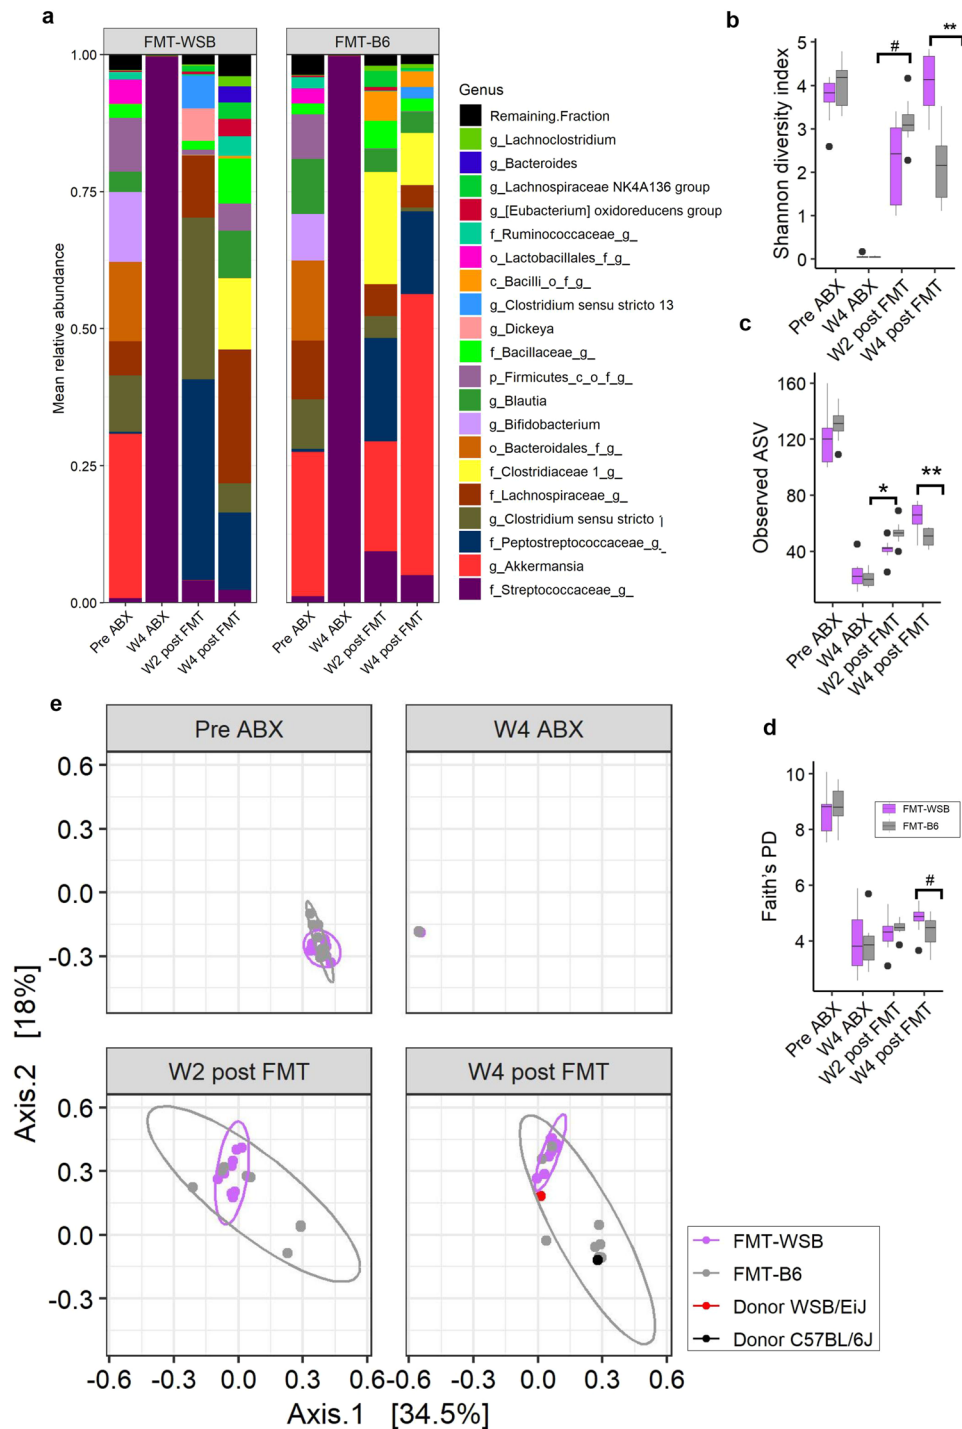 a
FMT-WSB
FMT-B6
Mean relative abundance
1.00
0.75
0.50
0.25
0.00
Pre ABX
W4 ABX
W2 post FMT
W4 post FMT
Pre ABX
W4 ABX
W2 post FMT
W4 post FMT
Genus
Remaining.Fraction
g_Lachnoclostridium
g_Bacteroides
g_Lachnospiraceae NK4A136 group
g_[Eubacterium] oxidoreducens group
f_Ruminococcaceae_g_
o_Lactobacillales_f_g_
c_Bacilli_o_f_g_
g_Clostridium sensu stricto 13
g_Dickeya
f_Bacillaceae_g_
p_Firmicutes_c_o_f_g_
g_Blautia
g_Bifidobacterium
o_Bacteroidales_f_g_
f_Clostridiaceae 1_g_
f_Lachnospiraceae_g_
g_Clostridium sensu stricto 1
f_Peptostreptococcaceae_g_
g_Akkermansia
f_Streptococcaceae_g_
b
Shannon diversity index
5
4
3
2
1
0
#
**
Pre ABX
W4 ABX
W2 post FMT
W4 post FMT
c
Observed ASV
160
120
80
40
*
**
Pre ABX
W4 ABX
W2 post FMT
W4 post FMT
d
Faith's PD
10
8
6
4
FMT-WSB
FMT-B6
#
Pre ABX
W4 ABX
W2 post FMT
W4 post FMT
e
Pre ABX
W4 ABX
0.6
0.3
0.0
-0.3
Axis.2 [18%]
W2 post FMT
W4 post FMT
0.6
0.3
0.0
-0.3
-0.6
-0.3
0.0
0.3
0.6
-0.6
-0.3
0.0
0.3
0.6
Axis.1 [34.5%]
FMT-WSB
FMT-B6
Donor WSB/EiJ
Donor C57BL/6J